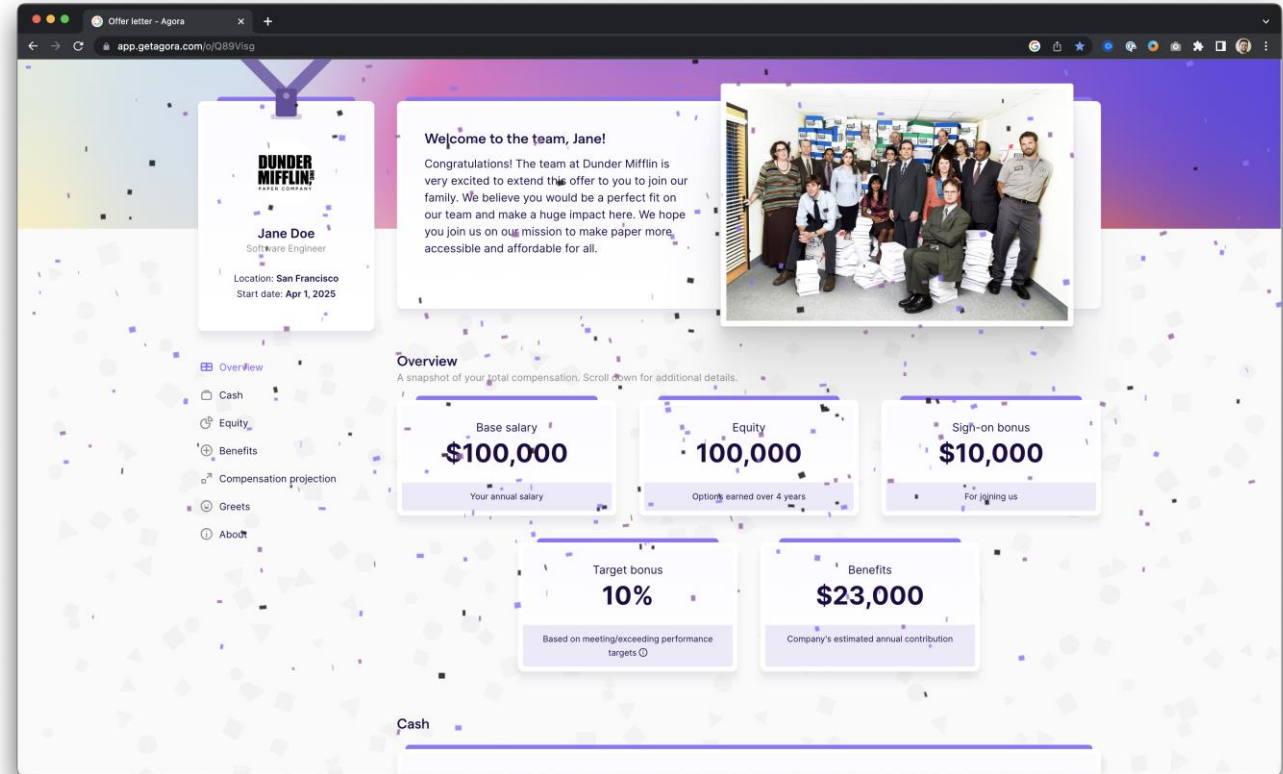 Offer letter - Agora
app.getagora.com/o/Q89Visg
DUNDER
MIFFLIN, INC
PAPER COMPANY
Jane Doe
Software Engineer
Location: San Francisco
Start date: Apr 1, 2025
Welcome to the team, Jane!
Congratulations! The team at Dunder Mifflin is
very excited to extend this offer to you to join our
family. We believe you would be a perfect fit on
our team and make a huge impact here. We hope
you join us on our mission to make paper more
accessible and affordable for all.
Overview
Cash
Equity
Benefits
Compensation projection
Greets
About
Overview
A snapshot of your total compensation. Scroll down for additional details.
Base salary
$100,000
Your annual salary
Equity
100,000
Options earned over 4 years
Sign-on bonus
$10,000
For joining us
Target bonus
10%
Based on meeting/exceeding performance
targets
Benefits
$23,000
Company's estimated annual contribution
Cash